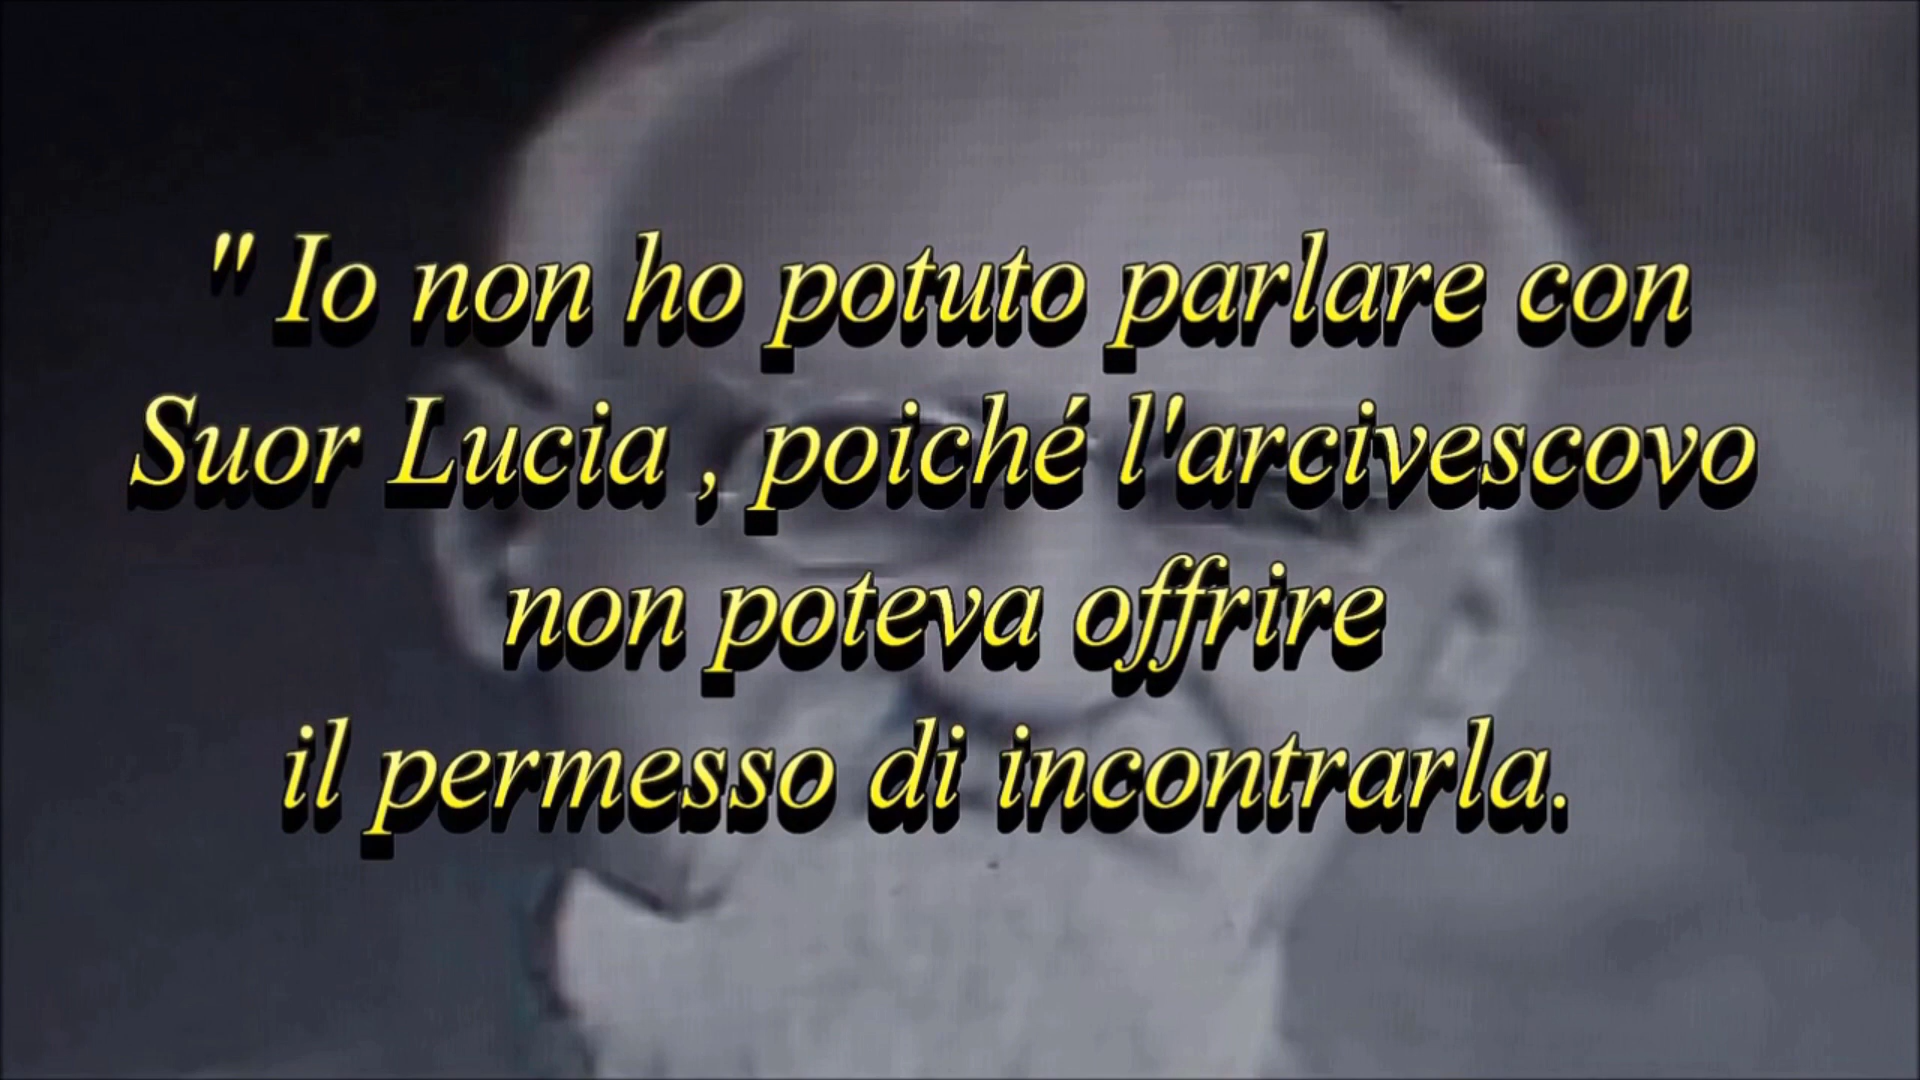 " Io non ho potuto parlare con
Suor Lucia , poiché l'arcivescovo
non poteva offrire
il permesso di incontrarla.